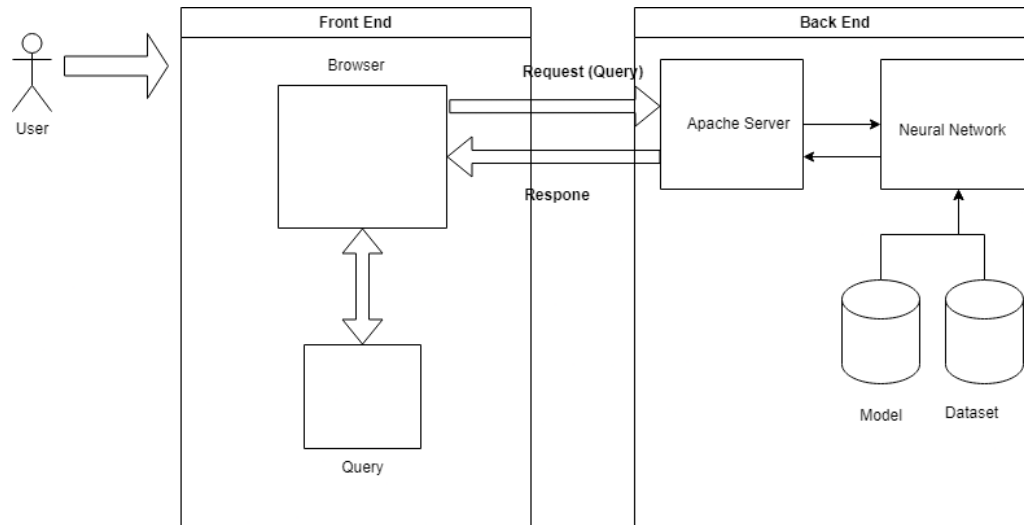 Front End
Back End
User
Browser
Request (Query)
Apache Server
Neural Network
Respone
Query
Model
Dataset